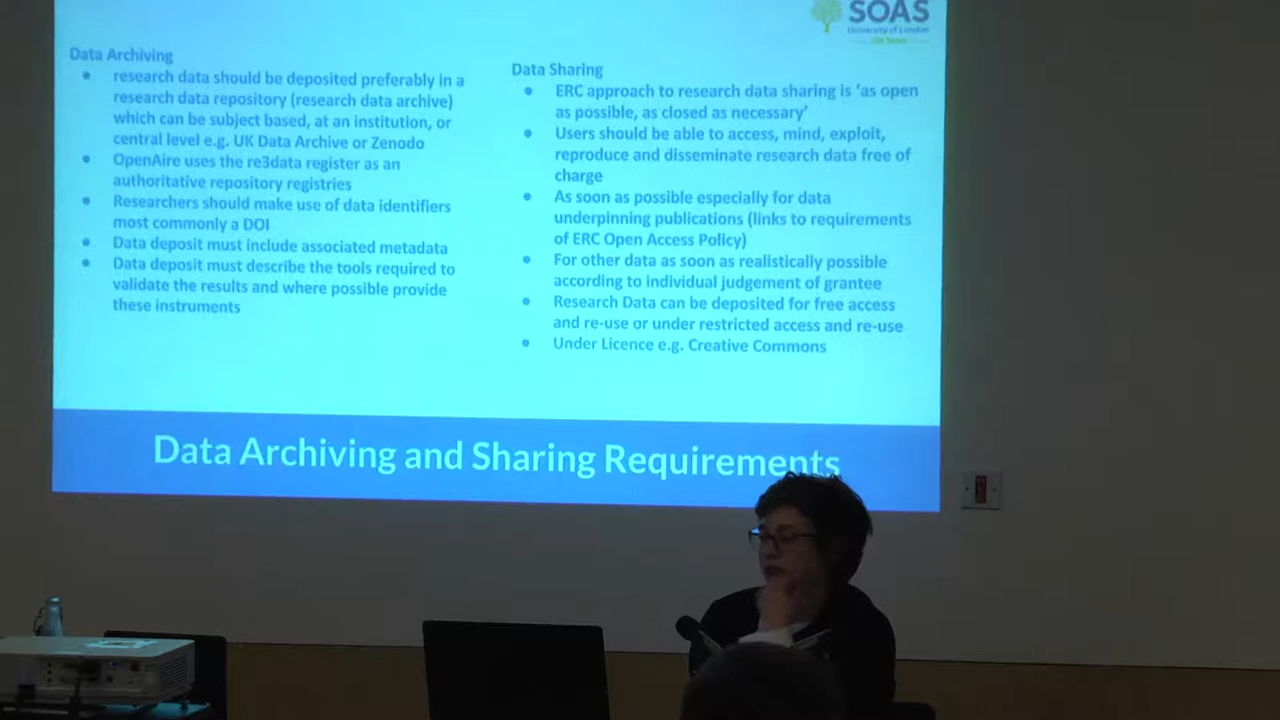 SOAS
University of London
Data Archiving
• research data should be deposited preferably in a
research data repository (research data archive)
which can be subject based, at an institution, or
central level e.g. UK Data Archive or Zenodo
• OpenAire uses the re3data register as an
authoritative repository registries
• Researchers should make use of data identifiers
most commonly a DOI
• Data deposit must include associated metadata
• Data deposit must describe the tools required to
validate the results and where possible provide
these instruments
Data Sharing
• ERC approach to research data sharing is ‘as open
as possible, as closed as necessary’
• Users should be able to access, mind, exploit,
reproduce and disseminate research data free of
charge
• As soon as possible especially for data
underpinning publications (links to requirements
of ERC Open Access Policy)
• For other data as soon as realistically possible
according to individual judgement of grantee
• Research Data can be deposited for free access
and re-use or under restricted access and re-use
• Under Licence e.g. Creative Commons
Data Archiving and Sharing Requirements